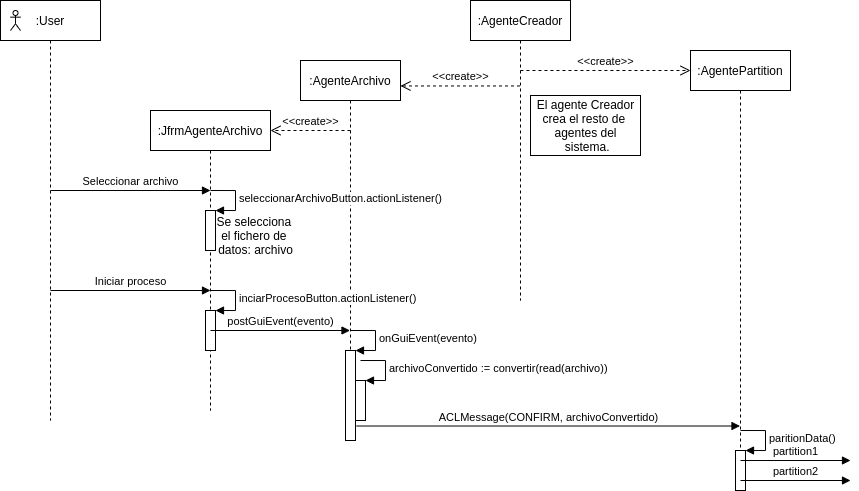 :User
:AgenteCreador
<<create>>
:AgentePartition
:AgenteArchivo
<<create>>
El agente Creador
crea el resto de
agentes del
sistema.
:JfrmAgenteArchivo
<<create>>
Seleccionar archivo
seleccionarArchivoButton.actionListener()
Se selecciona
el fichero de
datos: archivo
Iniciar proceso
inciarProcesoButton.actionListener()
postGuiEvent(evento)
onGuiEvent(evento)
archivoConvertido := convertir(read(archivo))
ACLMessage(CONFIRM, archivoConvertido)
paritionData()
partition1
partition2